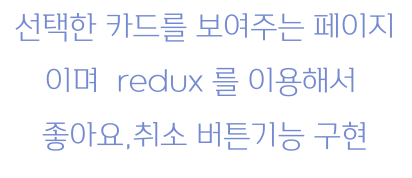 선택한 카드를 보여주는 페이지
이며 redux 를 이용해서
좋아요,취소 버튼기능 구현